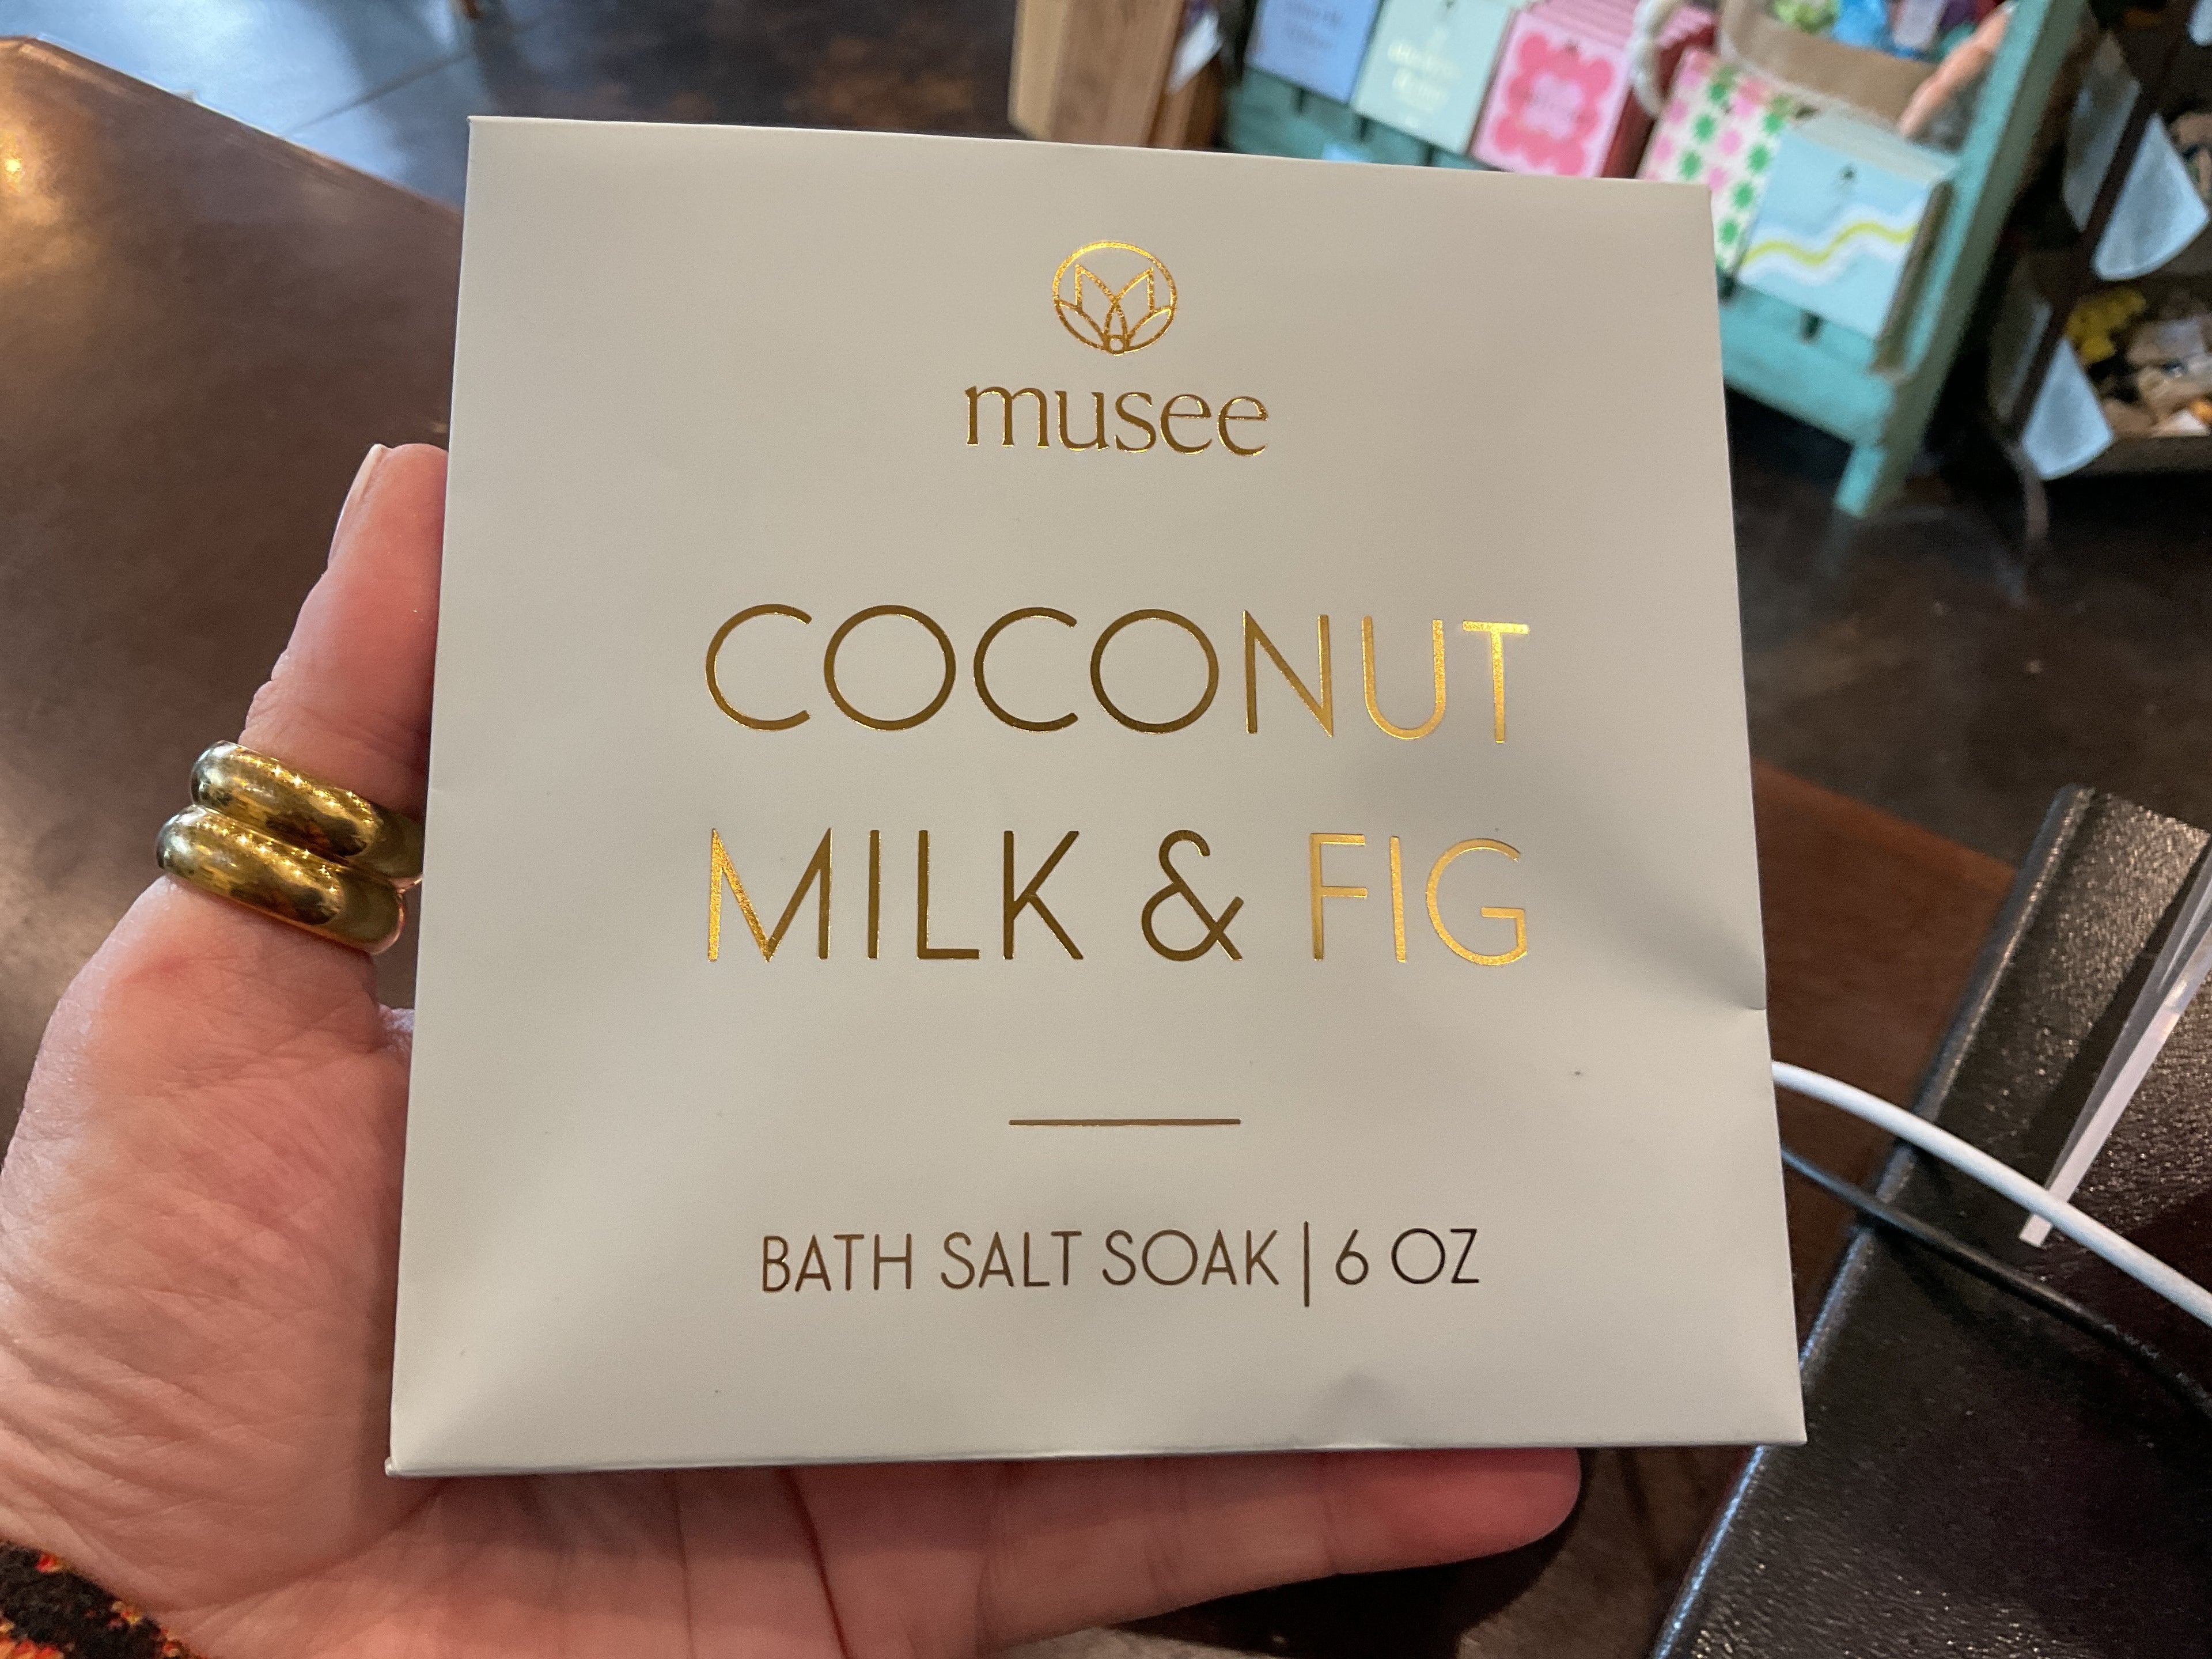 musee
COCONUT
MILK & FIG
BATH SALT SOAK | 6 OZ